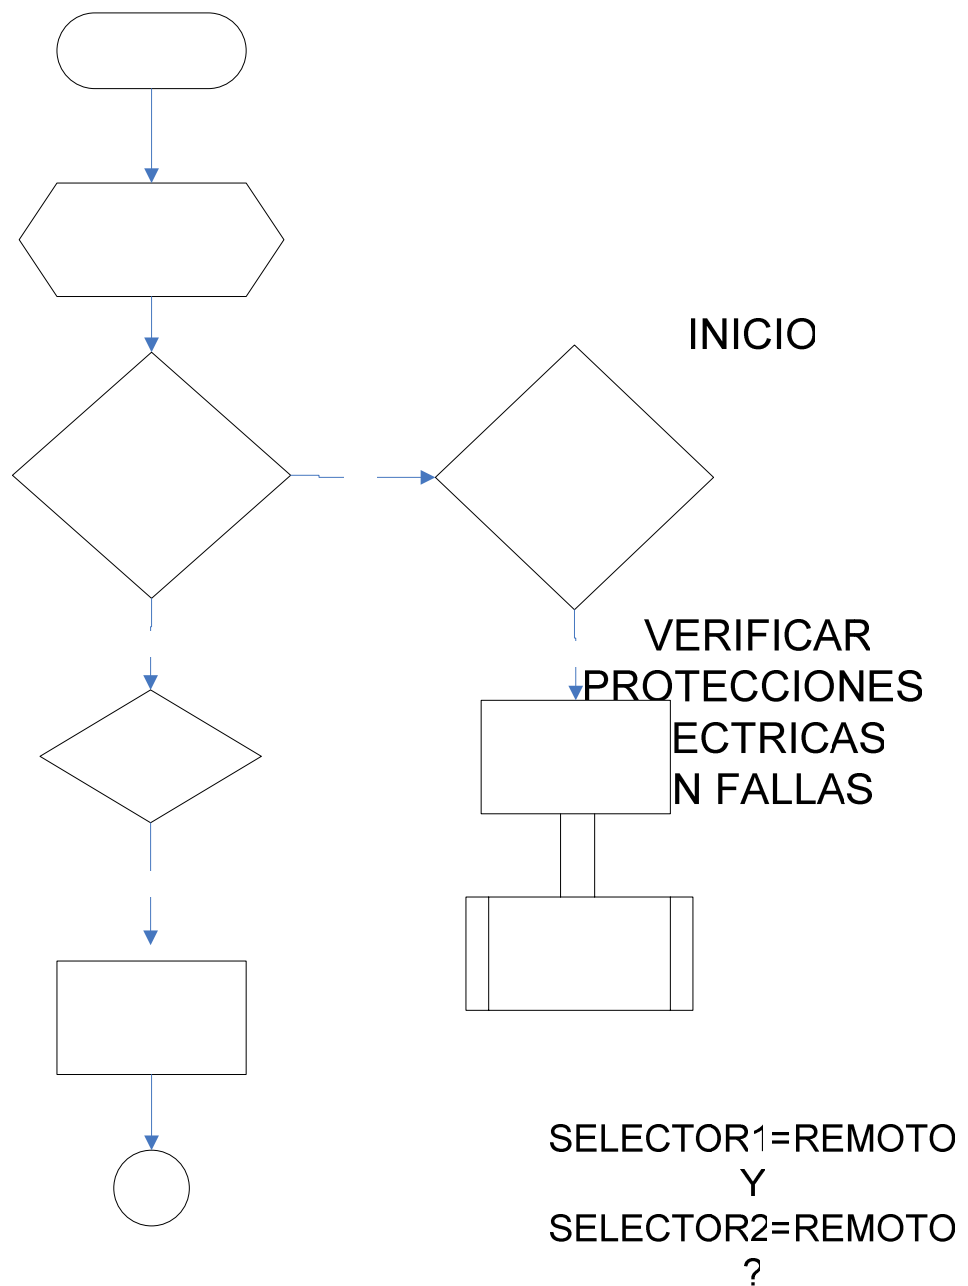 INICIO
VERIFICAR
PROTECCIONES
ECTRICAS
N FALLAS
SELECTOR1=REMOTO
Y
SELECTOR2=REMOTO
?